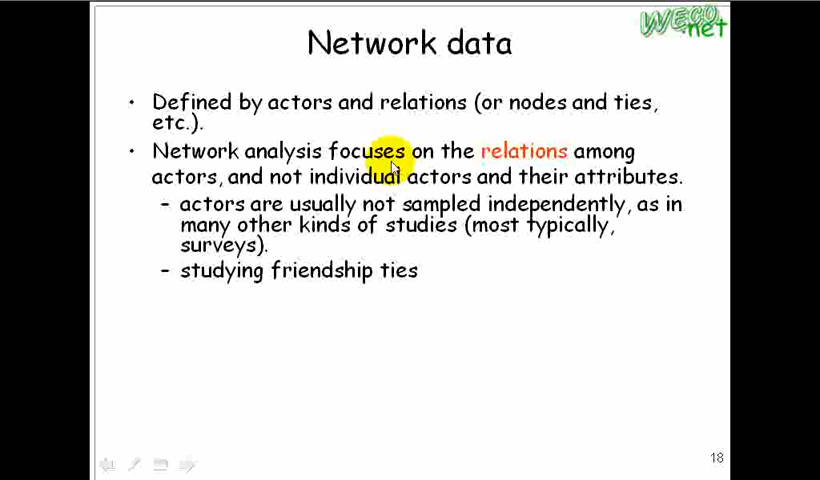 WECO
.net
Network data
• Defined by actors and relations (or nodes and ties,
etc.).
• Network analysis focuses on the relations among
actors, and not individual actors and their attributes.
– actors are usually not sampled independently, as in
many other kinds of studies (most typically,
surveys).
– studying friendship ties
18